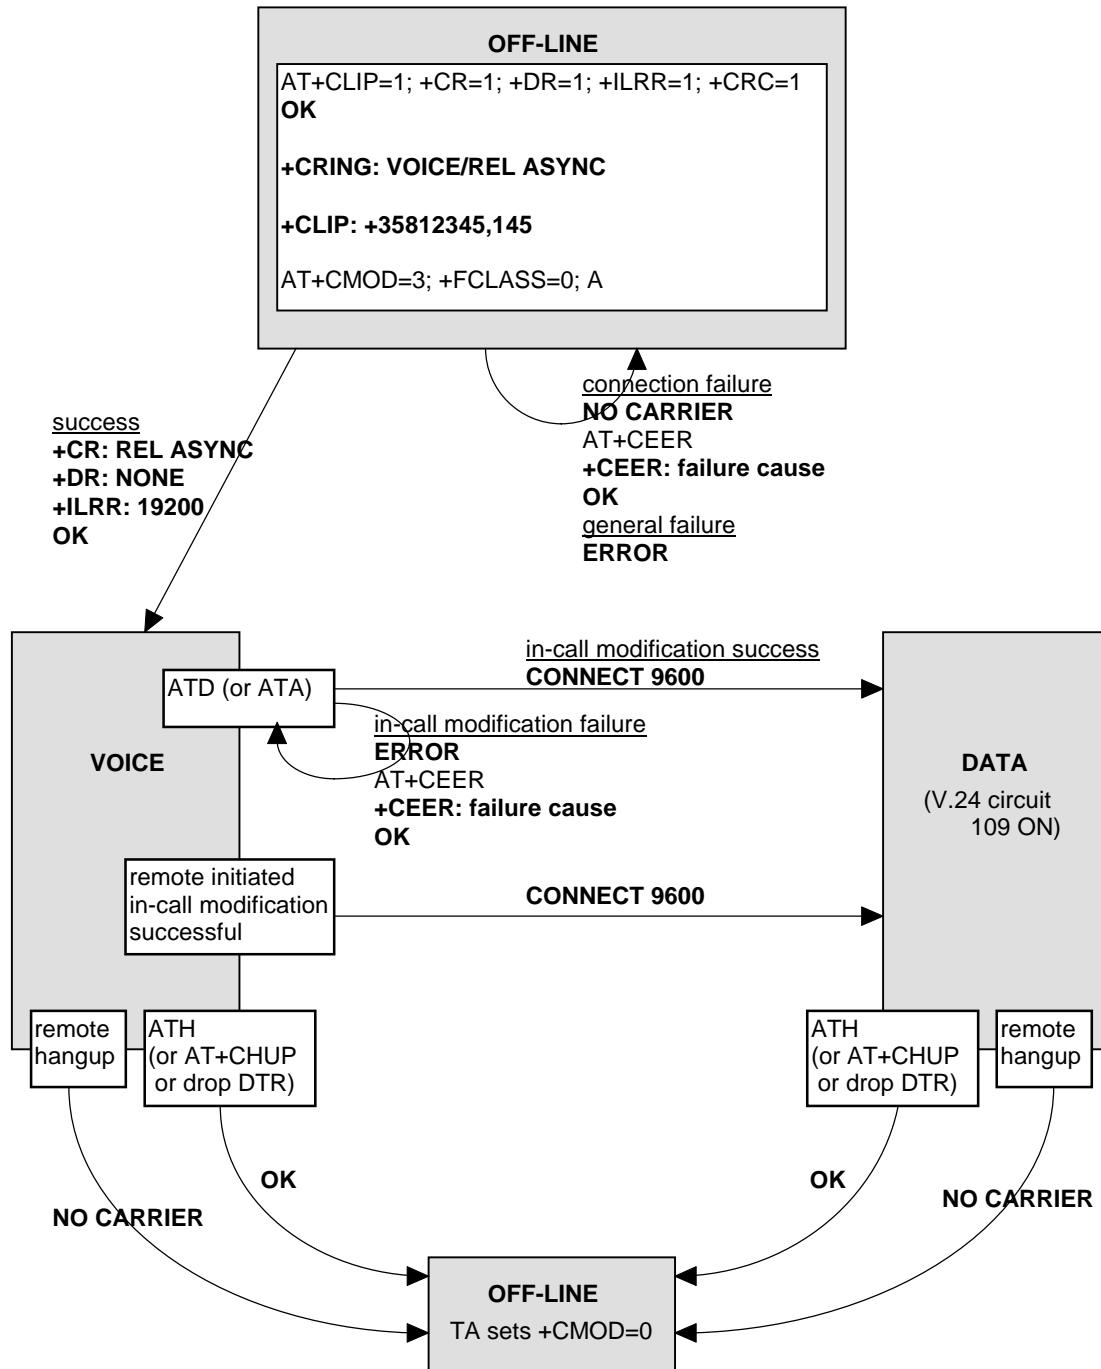 OFF-LINE
AT+CLIP=1; +CR=1; +DR=1; +ILRR=1; +CRC=1
OK
+CRING: VOICE/REL ASYNC
+CLIP: +35812345,145
AT+CMOD=3; +FCLASS=0; A
success
+CR: REL ASYNC
+DR: NONE
+ILRR: 19200
OK
connection failure
NO CARRIER
AT+CEER
+CEER: failure cause
OK
general failure
ERROR
VOICE
ATD (or ATA)
in-call modification success
CONNECT 9600
in-call modification failure
ERROR
AT+CEER
+CEER: failure cause
OK
DATA
(V.24 circuit
109 ON)
remote initiated
in-call modification
successful
CONNECT 9600
remote
hangup
ATH
(or AT+CHUP
or drop DTR)
ATH
(or AT+CHUP
or drop DTR)
remote
hangup
OK
NO CARRIER
OK
NO CARRIER
OFF-LINE
TA sets +CMOD=0